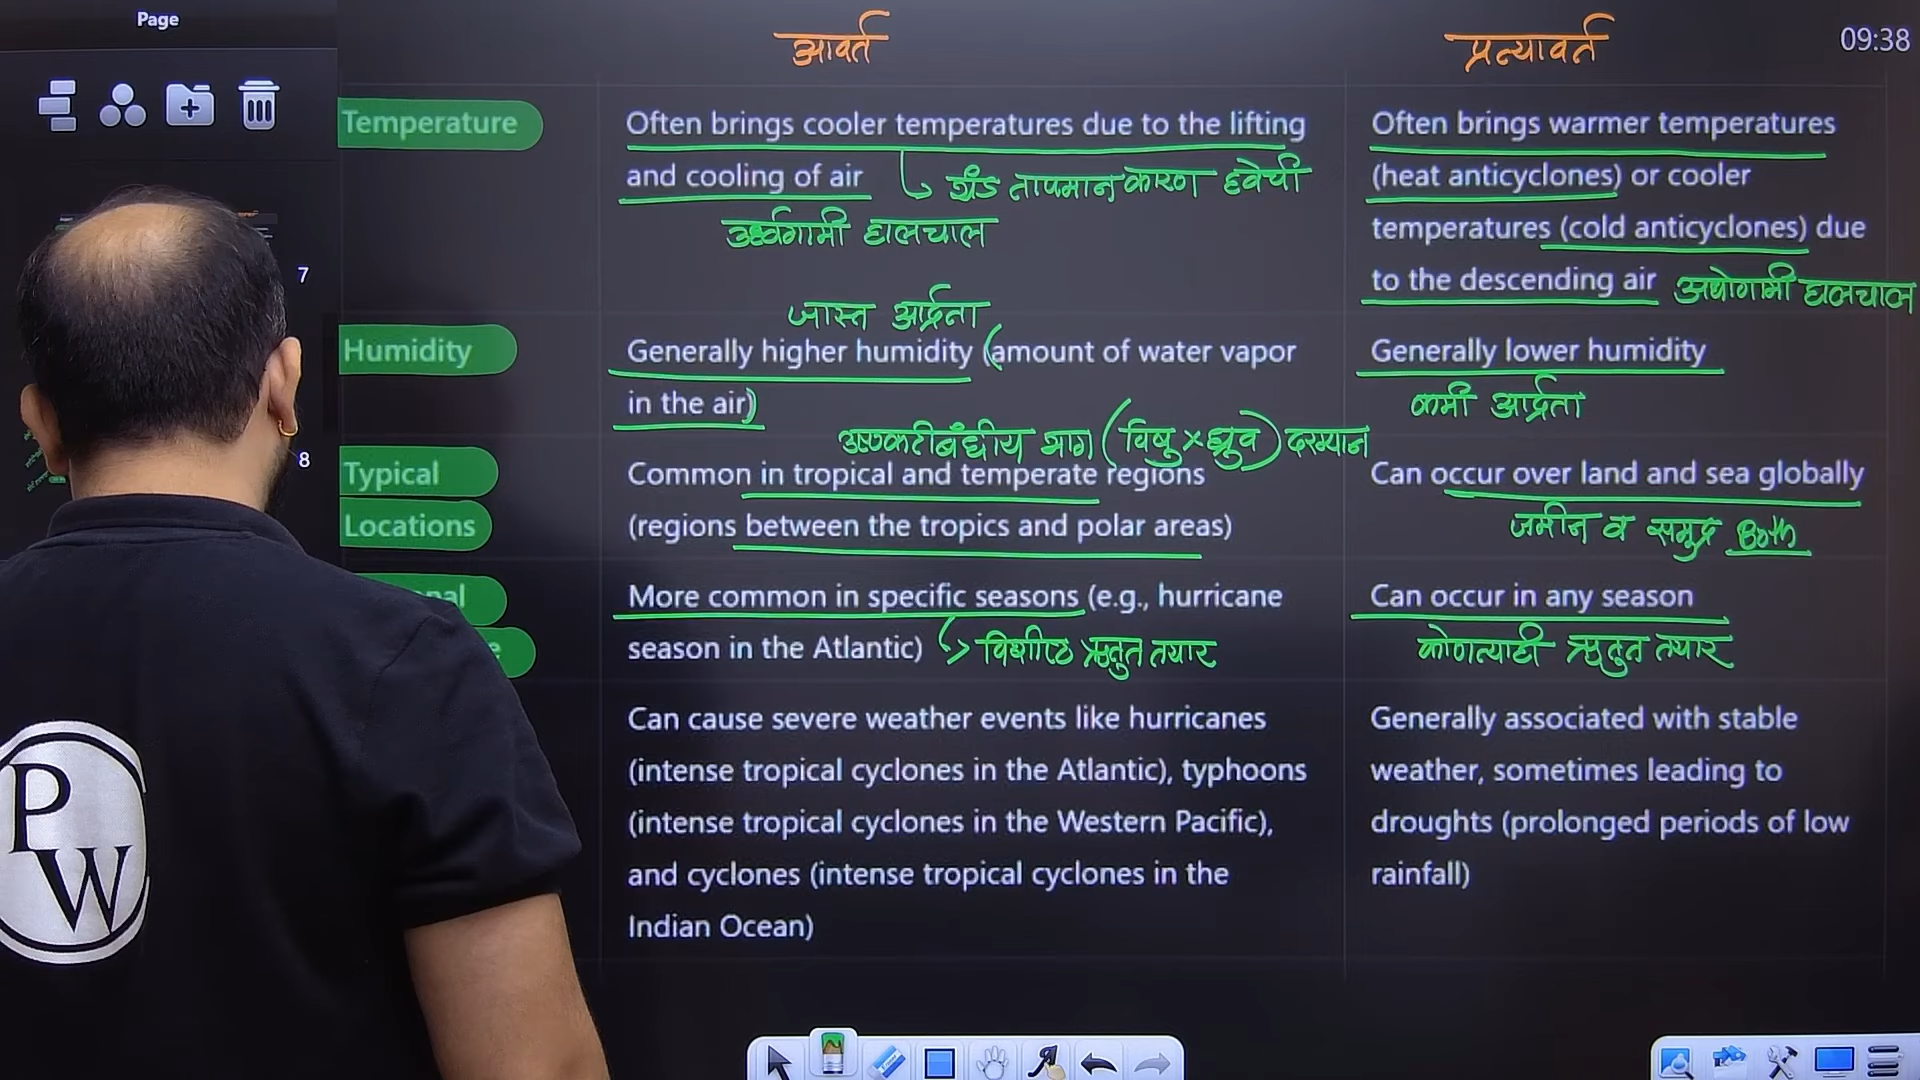 Page
आवर्त
प्रत्यावर्त
09:38
Temperature
Often brings cooler temperatures due to the lifting
and cooling of air
थंड तापमान कारण हवेची
उर्ध्वगामी हालचाल
Often brings warmer temperatures
(heat anticyclones) or cooler
temperatures (cold anticyclones) due
to the descending air
अधोगामी हालचाल
7
जास्त आर्द्रता
Humidity
Generally higher humidity (amount of water vapor
in the air)
Generally lower humidity
कमी आर्द्रता
8
उष्णकटीबंधीय भाग (विषु × ध्रुव) दरम्यान
Typical
Locations
Common in tropical and temperate regions
(regions between the tropics and polar areas)
Can occur over land and sea globally
जमीन व समुद्र Both
More common in specific seasons (e.g., hurricane
season in the Atlantic)
विशीष्ठ ऋतुत तयार
Can occur in any season
कोणत्याही ऋतुत तयार
Can cause severe weather events like hurricanes
(intense tropical cyclones in the Atlantic), typhoons
(intense tropical cyclones in the Western Pacific),
and cyclones (intense tropical cyclones in the
Indian Ocean)
Generally associated with stable
weather, sometimes leading to
droughts (prolonged periods of low
rainfall)
PW